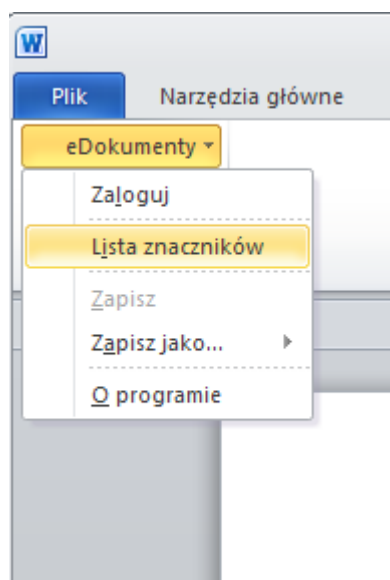 W
Plik Narzędzia główne
eDokumenty
Zaloguj
Lista znaczników
Zapisz
Zapisz jako...
O programie